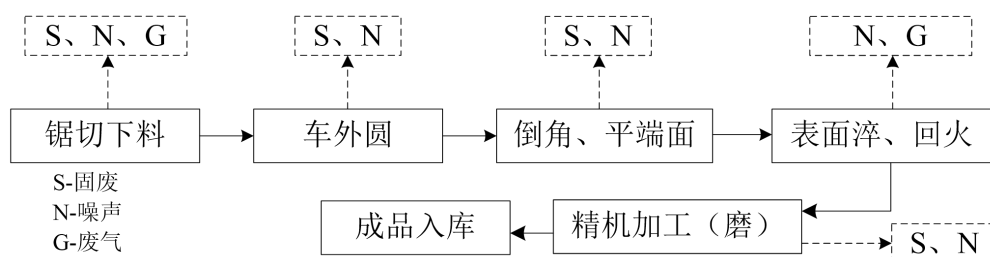 S、N、G
S、N
S、N
N、G
锯切下料
车外圆
倒角、平端面
表面淬、回火
S-固废
N-噪声
G-废气
成品入库
精机加工（磨）
S、N